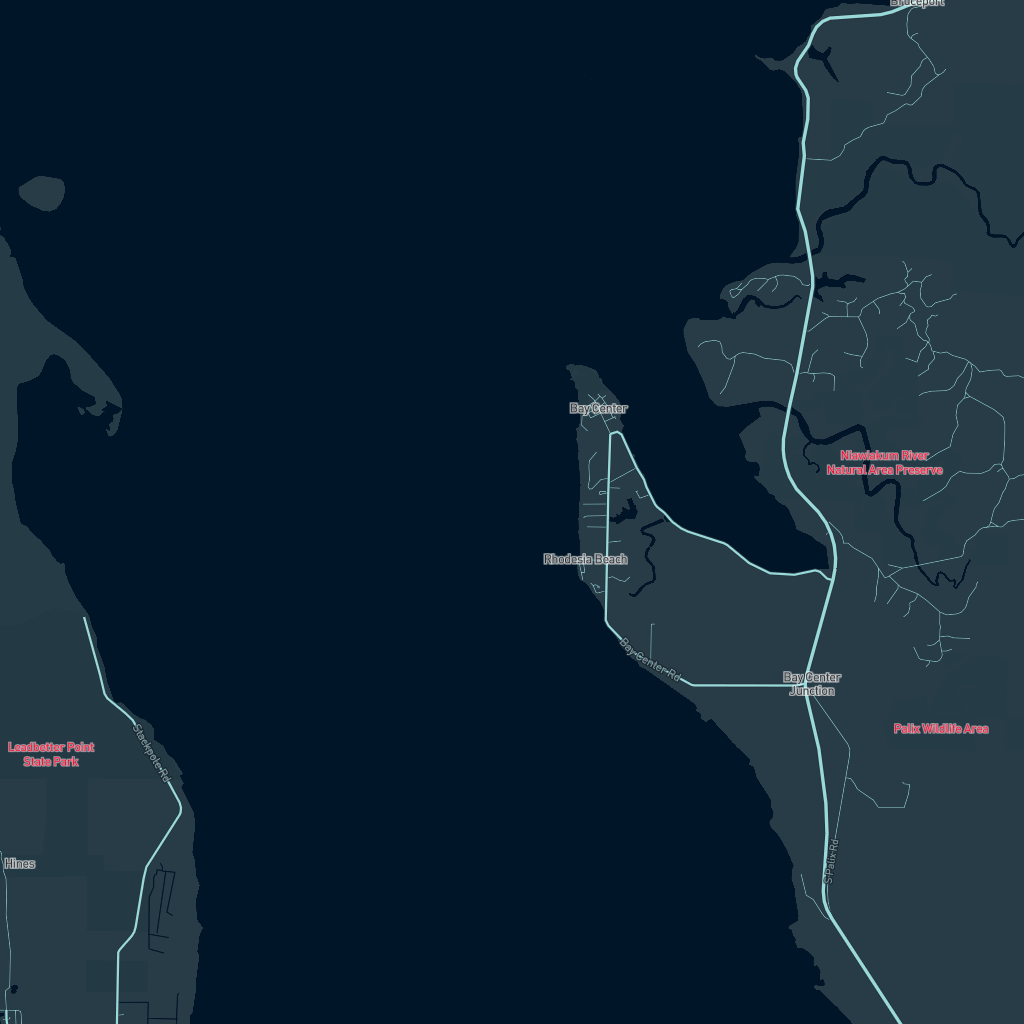 Bruceport
Bay Center
Niawiakum River
Natural Area Preserve
Rhodesia Beach
Bay Center Rd
Bay Center
Junction
Palix Wildlife Area
Stackpole Rd
Leadbetter Point
State Park
S Palix Rd
Hines